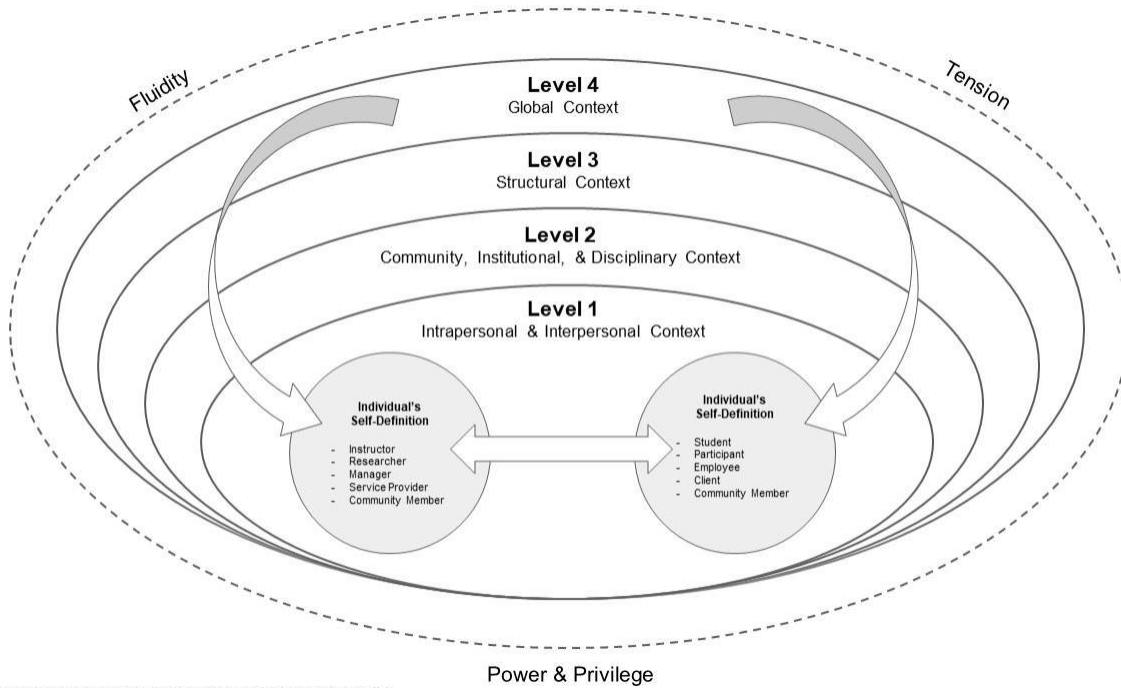 Fluidity
Tension
Level 4
Global Context
Level 3
Structural Context
Level 2
Community, Institutional, & Disciplinary Context
Level 1
Intrapersonal & Interpersonal Context
Individual's
Self-Definition
- Instructor
- Researcher
- Manager
- Service Provider
- Community Member
Individual's
Self-Definition
- Student
- Participant
- Employee
- Client
- Community Member
Power & Privilege